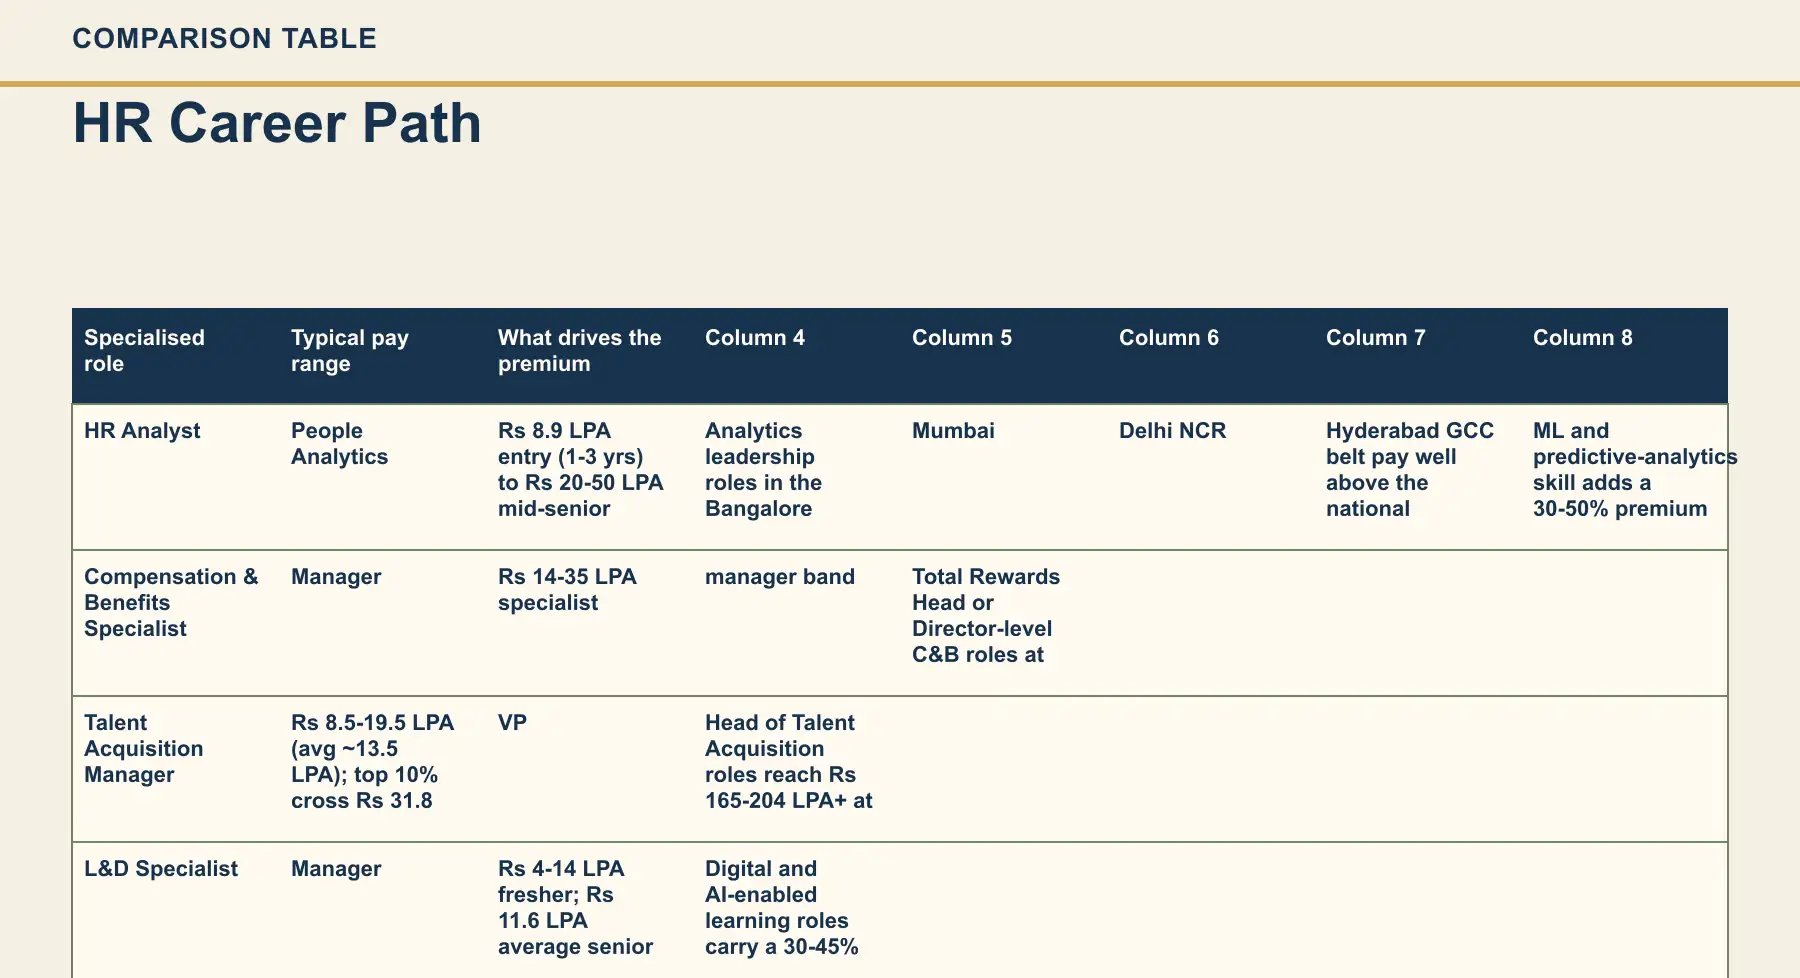 COMPARISON TABLE
HR Career Path
Specialised role
Typical pay range
What drives the premium
Column 4
Column 5
Column 6
Column 7
Column 8
HR Analyst
People
Analytics
Rs 8.9 LPA
entry (1-3 yrs)
to Rs 20-50 LPA
mid-senior
Analytics
leadership
roles in the
Bangalore
Mumbai
Delhi NCR
Hyderabad GCC
belt pay well
above the
national
ML and
predictive-analytics
skill adds a
30-50% premium
Compensation &
Benefits
Specialist
Manager
Rs 14-35 LPA
specialist
manager band
Total Rewards
Head or
Director-level
C&B roles at
Talent
Acquisition
Manager
Rs 8.5-19.5 LPA
(avg ~13.5
LPA); top 10%
cross Rs 31.8
VP
Head of Talent
Acquisition
roles reach Rs
165-204 LPA+ at
L&D Specialist
Manager
Rs 4-14 LPA
fresher; Rs
11.6 LPA
average senior
Digital and
AI-enabled
learning roles
carry a 30-45%